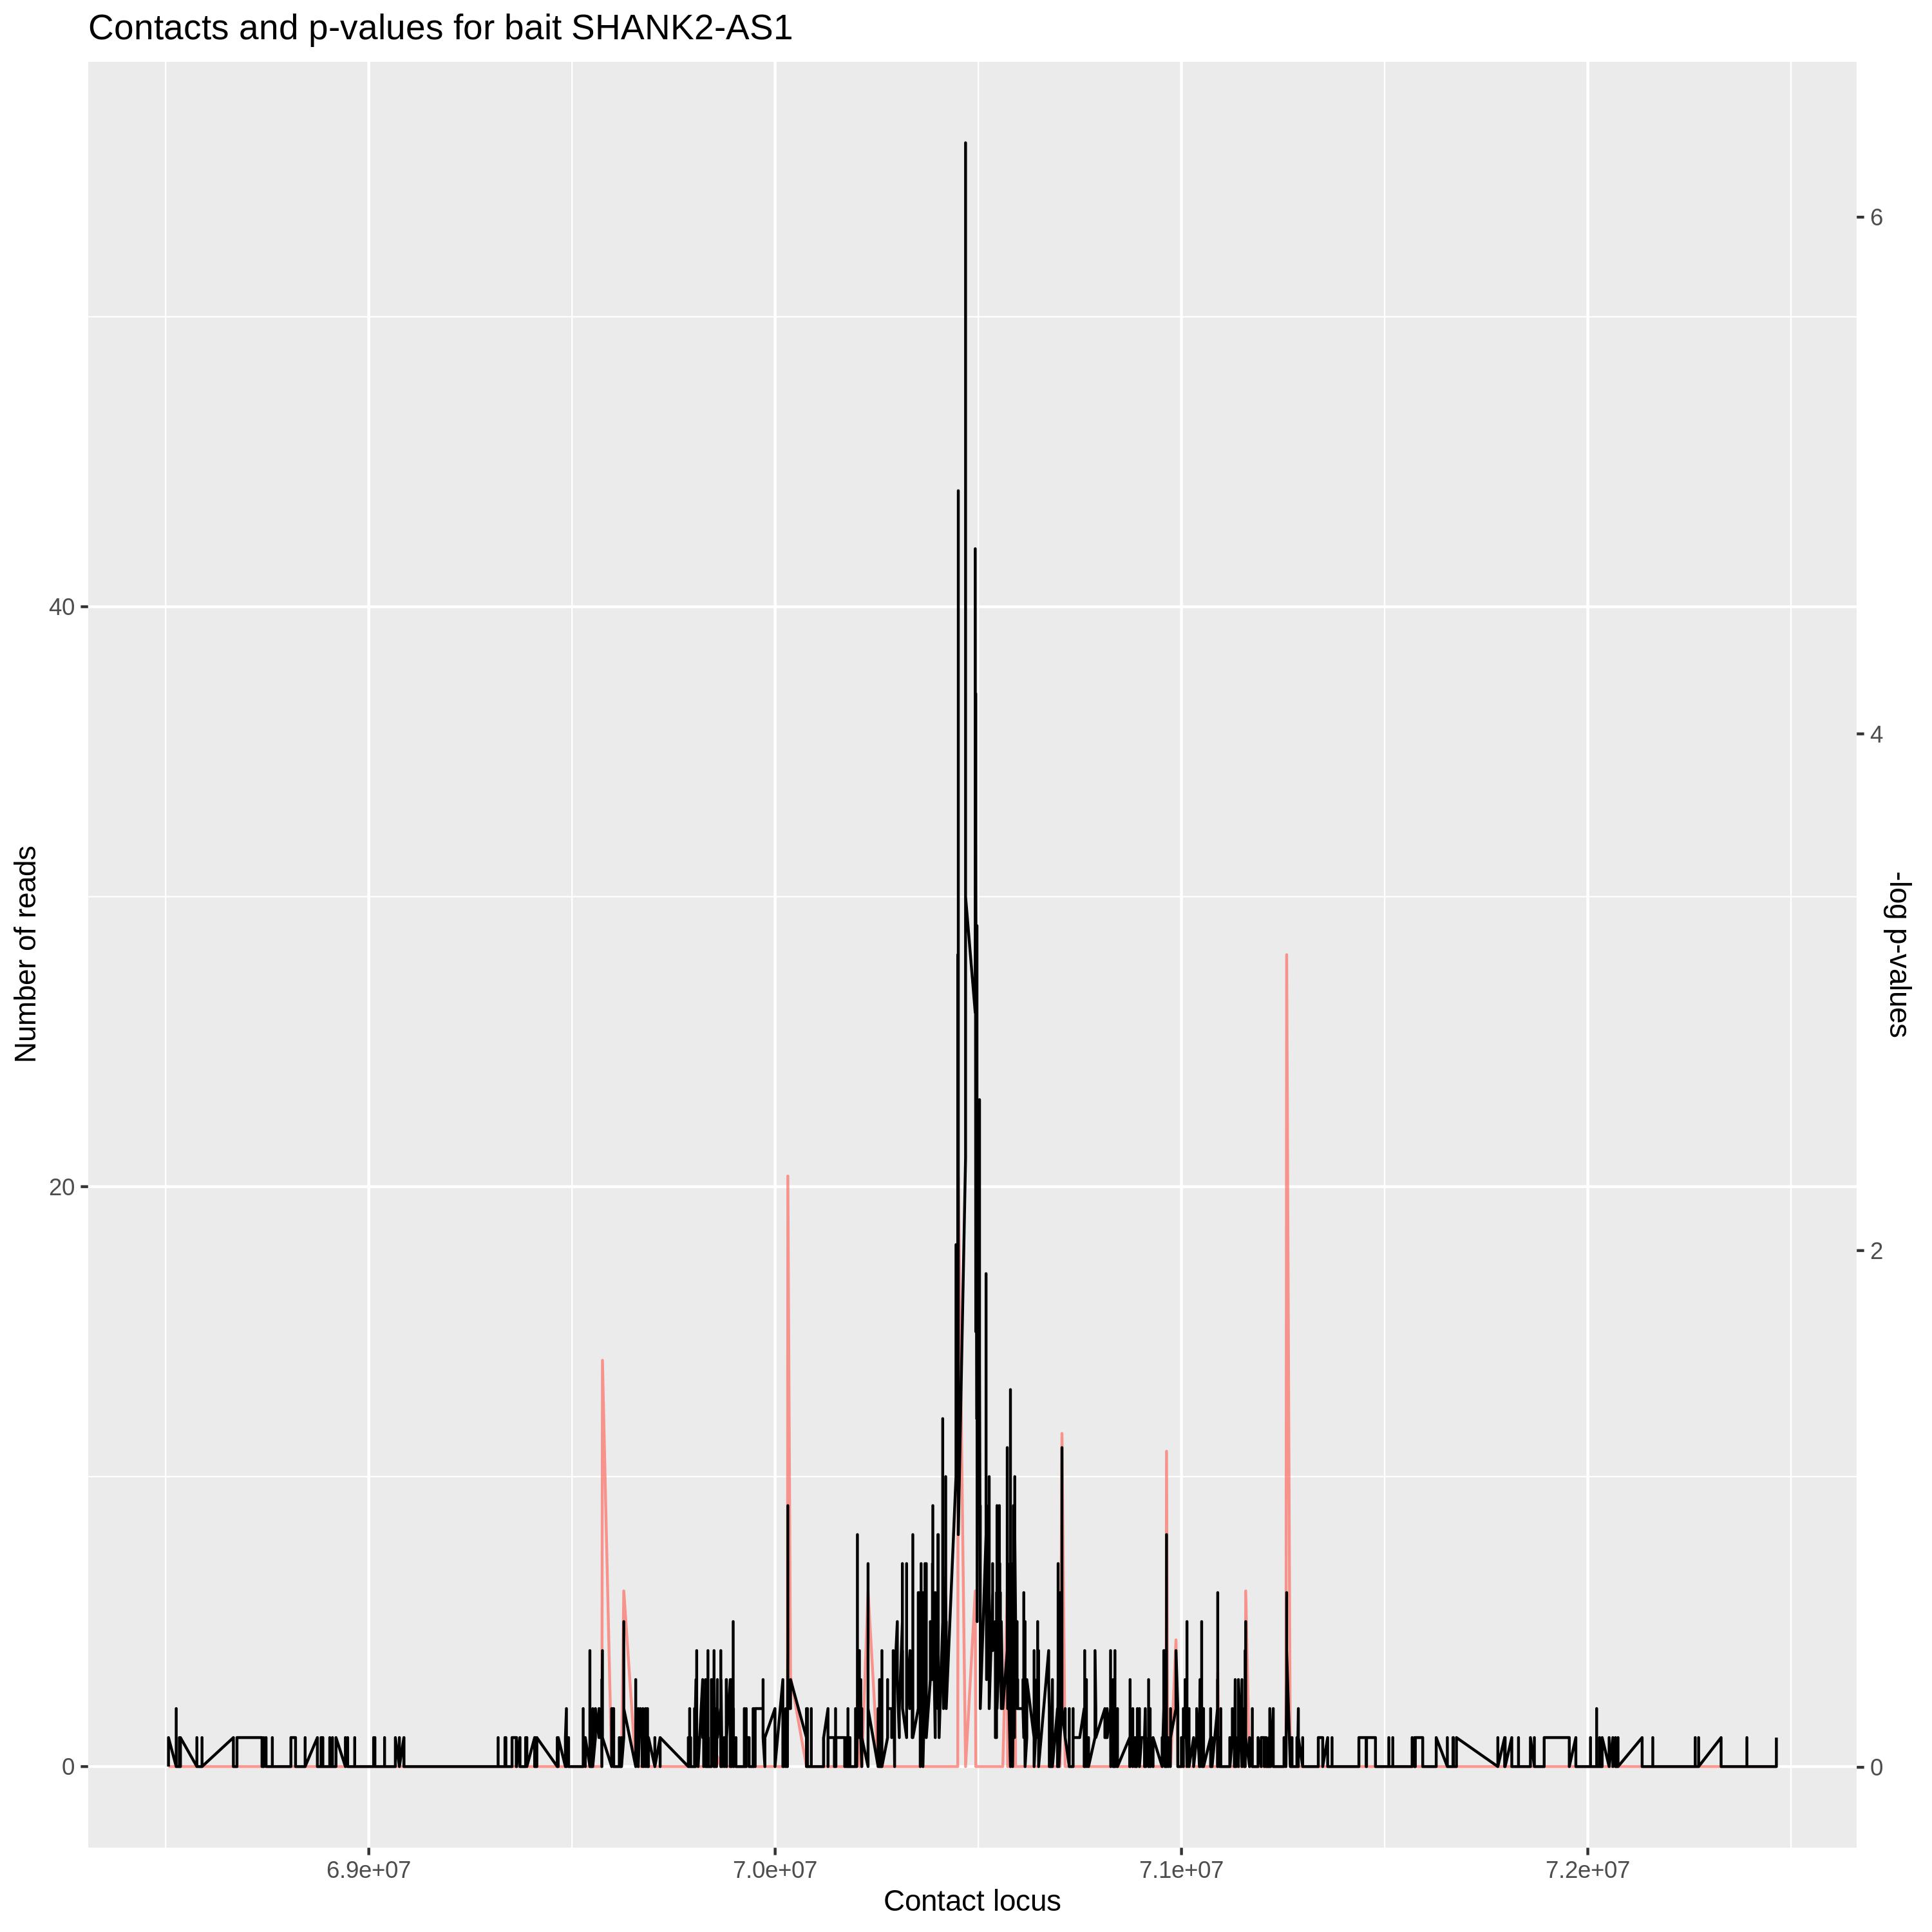 Contacts and p-values for bait SHANK2-AS1
Number of reads
40
20
0
6
4
2
0
-log p-values
6.9e+07
7.0e+07
7.1e+07
7.2e+07
Contact locus